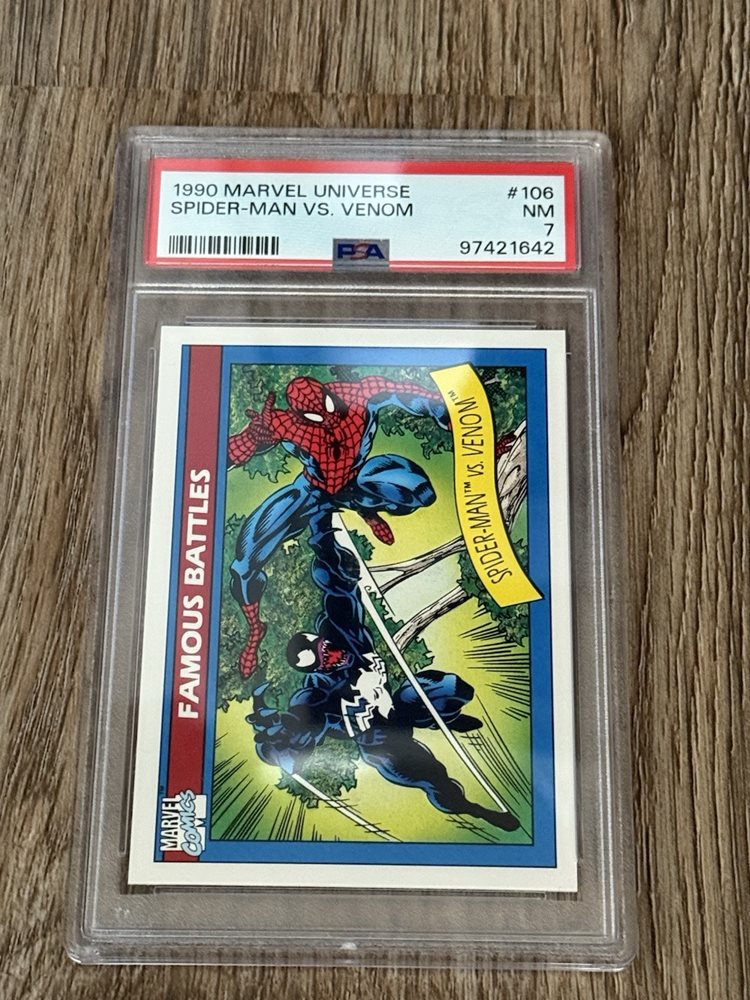 1990 MARVEL UNIVERSE #106
SPIDER-MAN VS. VENOM NM
7
PSA 97421642
FAMOUS BATTLES
MARVEL™
COMICS
SPIDER-MAN™ VS. VENOM™